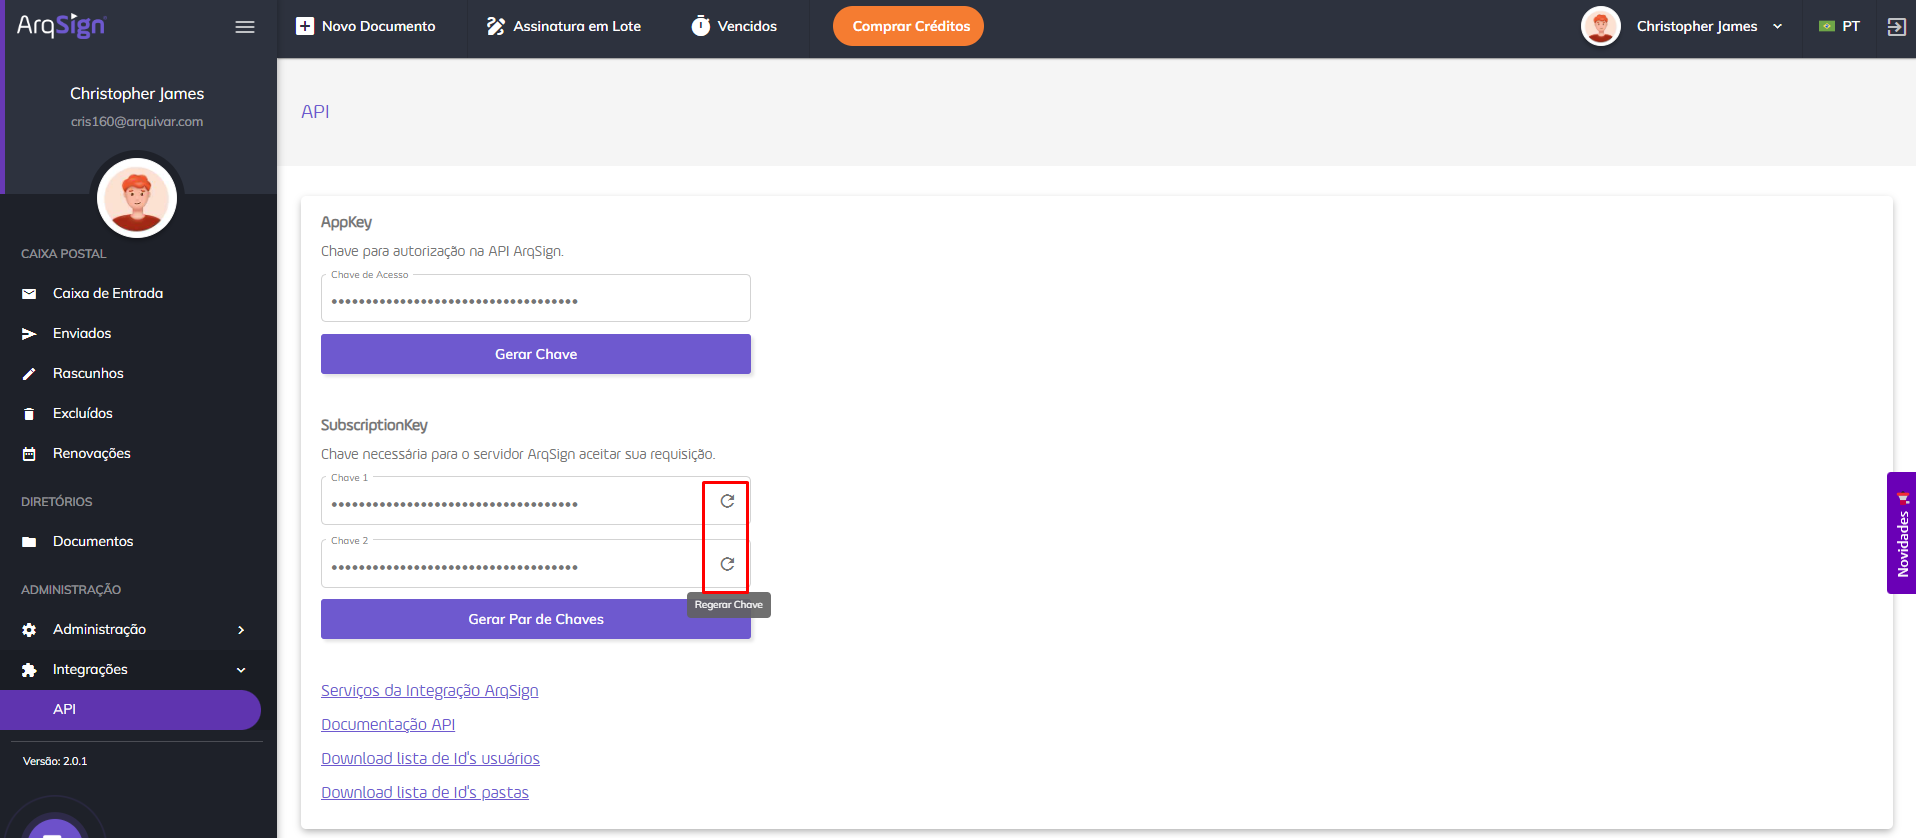 ArqSign
Novo Documento
Assinatura em Lote
Vencidos
Comprar Créditos
Christopher James
PT
Christopher James
cris160@arquivar.com
CAIXA POSTAL
Caixa de Entrada
Enviados
Rascunhos
Excluídos
Renovações
DIRETÓRIOS
Documentos
ADMINISTRAÇÃO
Administração
Integrações
API
Versão: 2.0.1
API
AppKey
Chave para autorização na API ArqSign.
Chave de Acesso
••••••••••••••••••••••••••••••••••••
Gerar Chave
SubscriptionKey
Chave necessária para o servidor ArqSign aceitar sua requisição.
Chave 1
••••••••••••••••••••••••••••••••••••
Chave 2
••••••••••••••••••••••••••••••••••••
Regerar Chave
Gerar Par de Chaves
Serviços da Integração ArqSign
Documentação API
Download lista de Id's usuários
Download lista de Id's pastas
Novidades